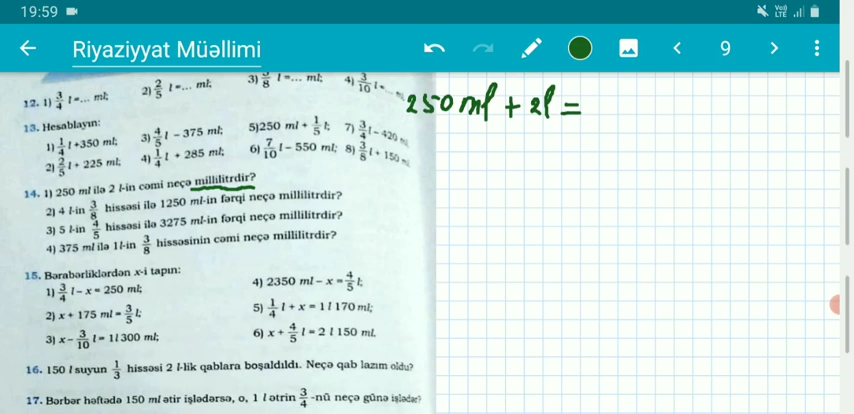 19:59
Vo)) LTE
Riyaziyyat Müəllimi
9
12. 1) 3/4 l =... ml; 2) 2/5 l =... ml; 3) 3/8 l =... ml; 4) 3/10 l =... ml;
250 ml + 2l =
13. Hesablayın:
1) 1/4 l +350 ml; 3) 4/5 l − 375 ml; 5) 250 ml + 1/5 l; 7) 3/4 l − 420 ml;
2) 2/5 l + 225 ml; 4) 1/4 l + 285 ml; 6) 7/10 l − 550 ml; 8) 3/8 l + 150 ml
14. 1) 250 ml ilə 2 l-in cəmi neçə millilitrdir?
2) 4 l-in 3/8 hissəsi ilə 1250 ml-in fərqi neçə millilitrdir?
3) 5 l-in 4/5 hissəsi ilə 3275 ml-in fərqi neçə millilitrdir?
4) 375 ml ilə 1 l-in 3/8 hissəsinin cəmi neçə millilitrdir?
15. Bərabərliklərdən x-i tapın:
1) 3/4 l − x = 250 ml; 4) 2350 ml − x = 4/5 l;
2) x + 175 ml = 3/5 l; 5) 1/4 l + x = 1 l 170 ml;
3) x − 3/10 l = 1 l 300 ml; 6) x + 4/5 l = 2 l 150 ml.
16. 150 l suyun 1/3 hissəsi 2 l-lik qablara boşaldıldı. Neçə qab lazım oldu?
17. Bərbər həftədə 150 ml ətir işlədərsə, o, 1 l ətrin 3/4 -nü neçə günə işlədər?